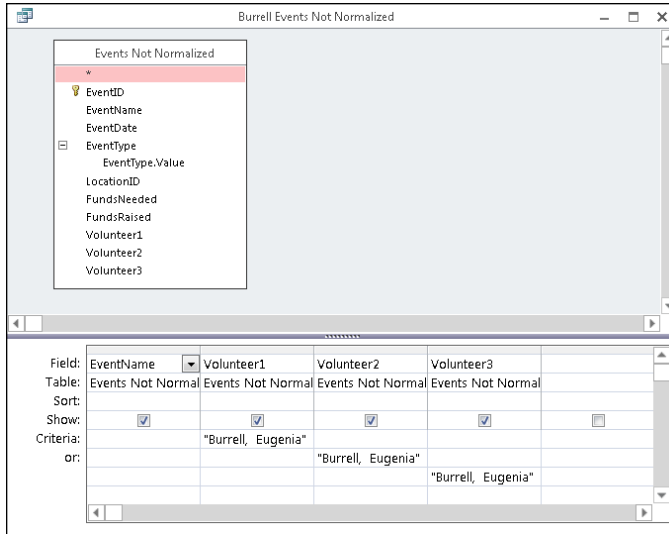 Burrell Events Not Normalized
Events Not Normalized
*
EventID
EventName
EventDate
EventType
EventType.Value
LocationID
FundsNeeded
FundsRaised
Volunteer1
Volunteer2
Volunteer3
Field: EventName Volunteer1 Volunteer2 Volunteer3
Table: Events Not Normal Events Not Normal Events Not Normal Events Not Normal
Sort:
Show:
Criteria: "Burrell, Eugenia"
or: "Burrell, Eugenia"
"Burrell, Eugenia"